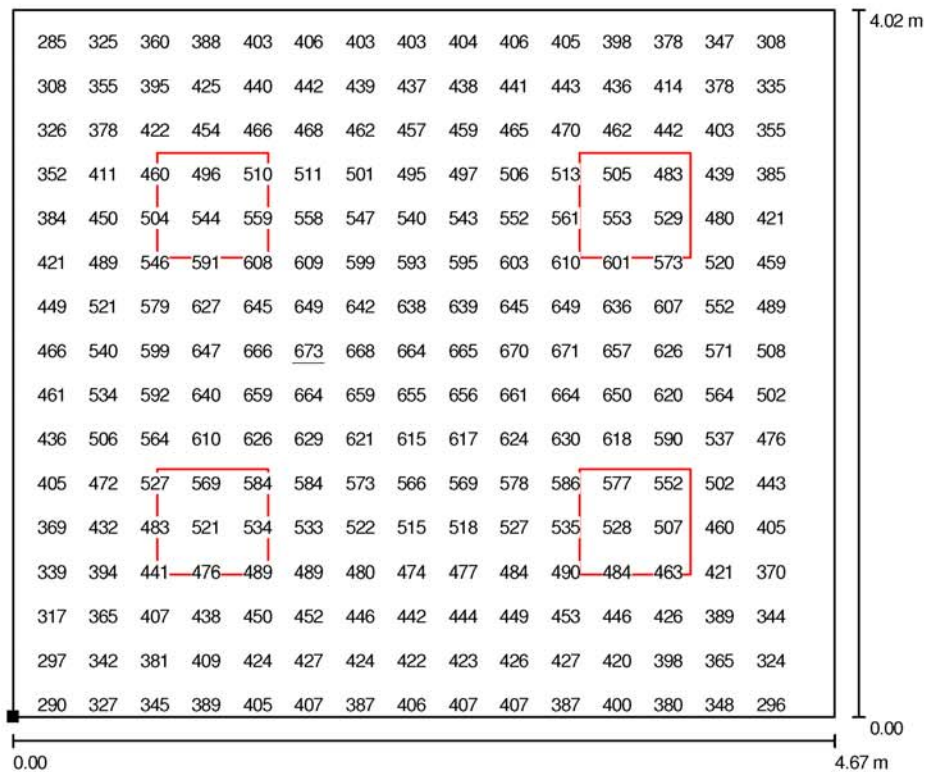 4.02 m
285 325 360 388 403 406 403 403 404 406 405 398 378 347 308
308 355 395 425 440 442 439 437 438 441 443 436 414 378 335
326 378 422 454 466 468 462 457 459 465 470 462 442 403 355
352 411 460 496 510 511 501 495 497 506 513 505 483 439 385
384 450 504 544 559 558 547 540 543 552 561 553 529 480 421
421 489 546 591 608 609 599 593 595 603 610 601 573 520 459
449 521 579 627 645 649 642 638 639 645 649 636 607 552 489
466 540 599 647 666 673 668 664 665 670 671 657 626 571 508
461 534 592 640 659 664 659 655 656 661 664 650 620 564 502
436 506 564 610 626 629 621 615 617 624 630 618 590 537 476
405 472 527 569 584 584 573 566 569 578 586 577 552 502 443
369 432 483 521 534 533 522 515 518 527 535 528 507 460 405
339 394 441 476 489 489 480 474 477 484 490 484 463 421 370
317 365 407 438 450 452 446 442 444 449 453 446 426 389 344
297 342 381 409 424 427 424 422 423 426 427 420 398 365 324
290 327 345 389 405 407 387 406 407 407 387 400 380 348 296
0.00
0.00 4.67 m